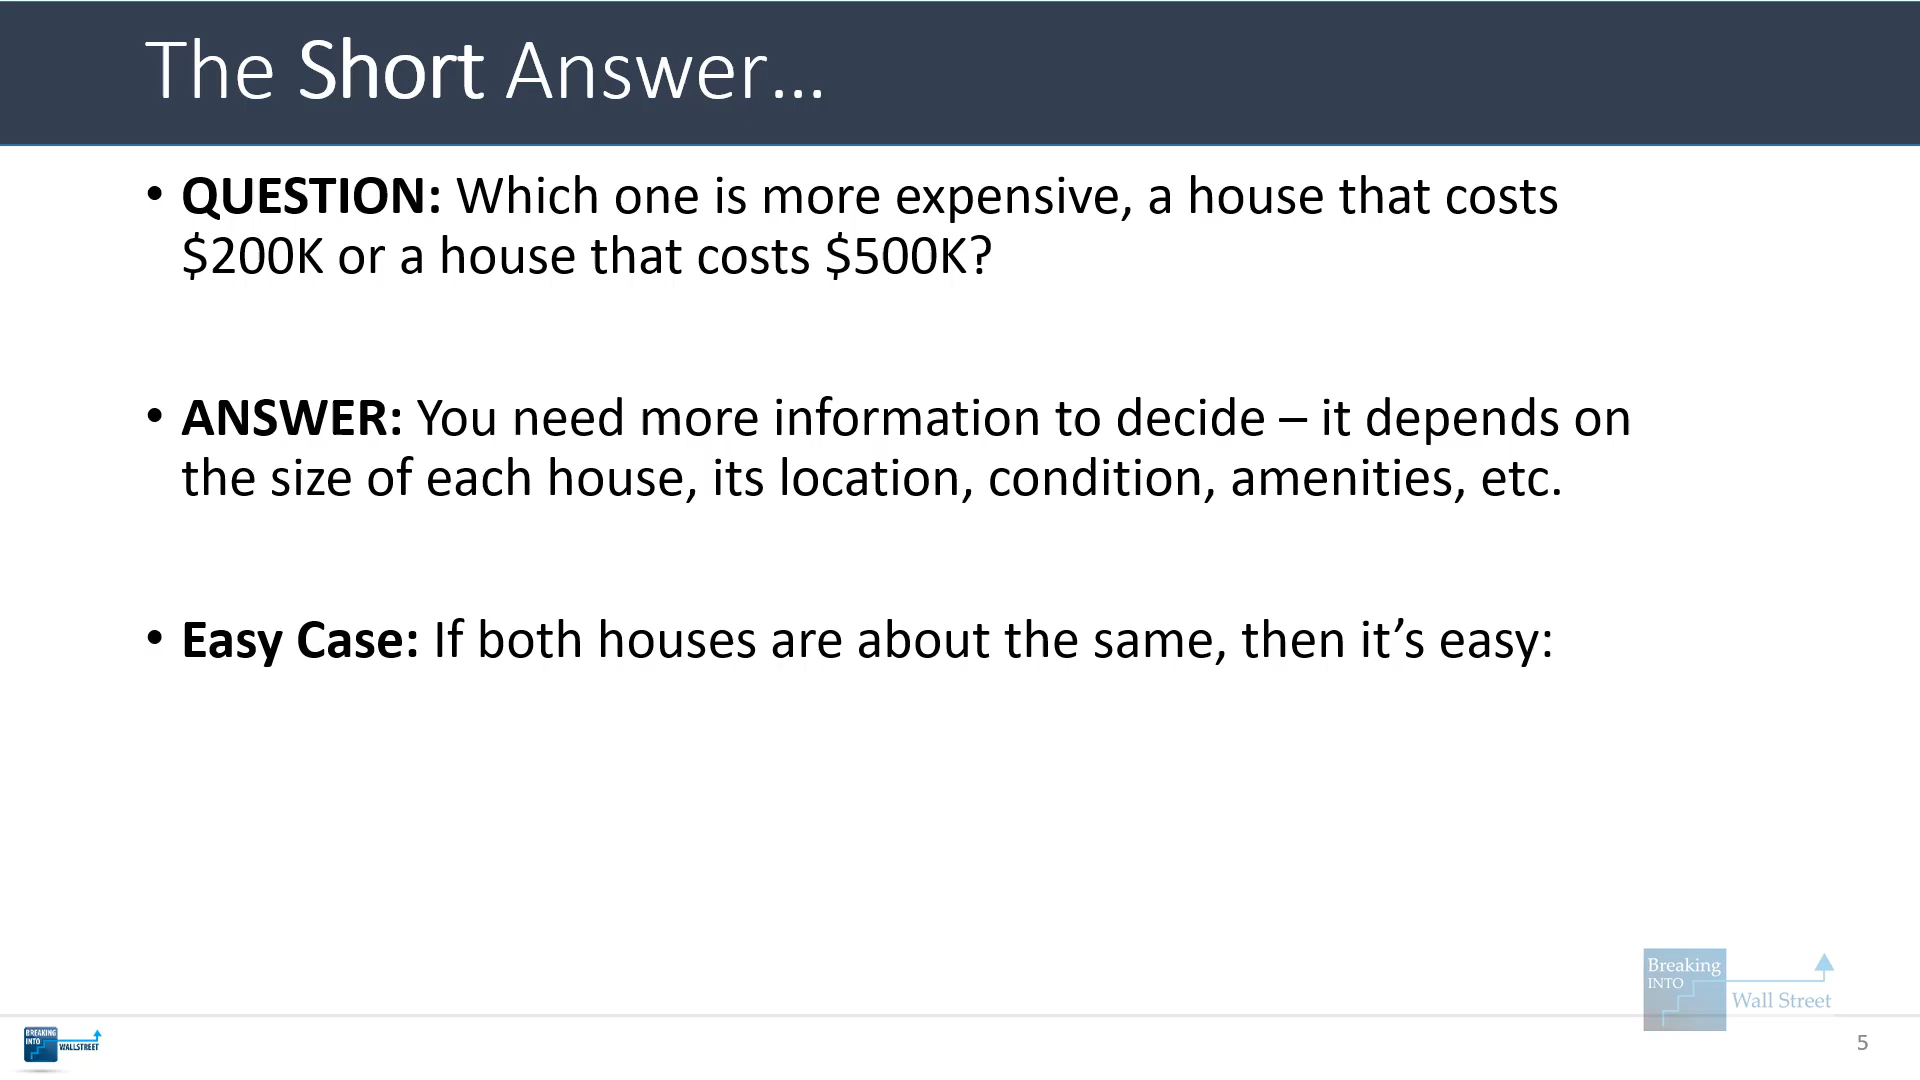 The Short Answer…
• QUESTION: Which one is more expensive, a house that costs
$200K or a house that costs $500K?
• ANSWER: You need more information to decide – it depends on
the size of each house, its location, condition, amenities, etc.
• Easy Case: If both houses are about the same, then it’s easy:
Breaking
INTO
Wall Street
BREAKING
INTO
WALLSTREET
5